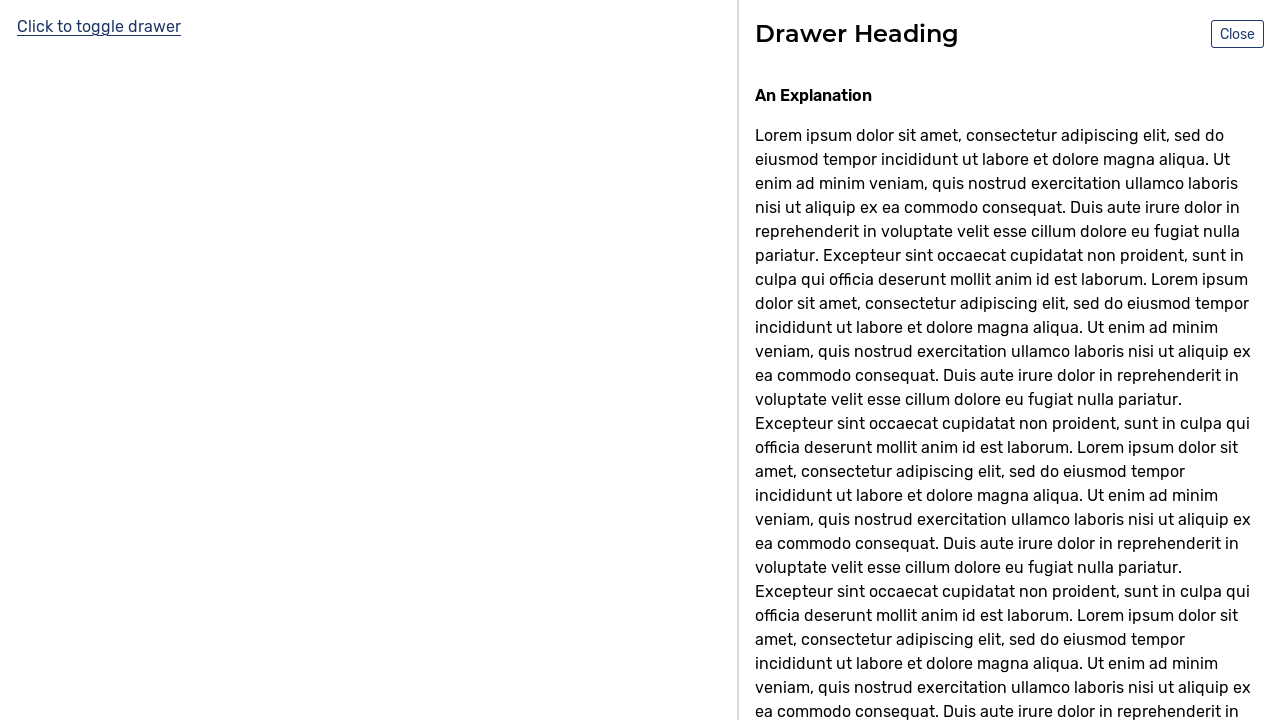 Click to toggle drawer
Drawer Heading
Close
An Explanation
Lorem ipsum dolor sit amet, consectetur adipiscing elit, sed do
eiusmod tempor incididunt ut labore et dolore magna aliqua. Ut
enim ad minim veniam, quis nostrud exercitation ullamco laboris
nisi ut aliquip ex ea commodo consequat. Duis aute irure dolor in
reprehenderit in voluptate velit esse cillum dolore eu fugiat nulla
pariatur. Excepteur sint occaecat cupidatat non proident, sunt in
culpa qui officia deserunt mollit anim id est laborum. Lorem ipsum
dolor sit amet, consectetur adipiscing elit, sed do eiusmod tempor
incididunt ut labore et dolore magna aliqua. Ut enim ad minim
veniam, quis nostrud exercitation ullamco laboris nisi ut aliquip ex
ea commodo consequat. Duis aute irure dolor in reprehenderit in
voluptate velit esse cillum dolore eu fugiat nulla pariatur.
Excepteur sint occaecat cupidatat non proident, sunt in culpa qui
officia deserunt mollit anim id est laborum. Lorem ipsum dolor sit
amet, consectetur adipiscing elit, sed do eiusmod tempor
incididunt ut labore et dolore magna aliqua. Ut enim ad minim
veniam, quis nostrud exercitation ullamco laboris nisi ut aliquip ex
ea commodo consequat. Duis aute irure dolor in reprehenderit in
voluptate velit esse cillum dolore eu fugiat nulla pariatur.
Excepteur sint occaecat cupidatat non proident, sunt in culpa qui
officia deserunt mollit anim id est laborum. Lorem ipsum dolor sit
amet, consectetur adipiscing elit, sed do eiusmod tempor
incididunt ut labore et dolore magna aliqua. Ut enim ad minim
veniam, quis nostrud exercitation ullamco laboris nisi ut aliquip ex
ea commodo consequat. Duis aute irure dolor in reprehenderit in